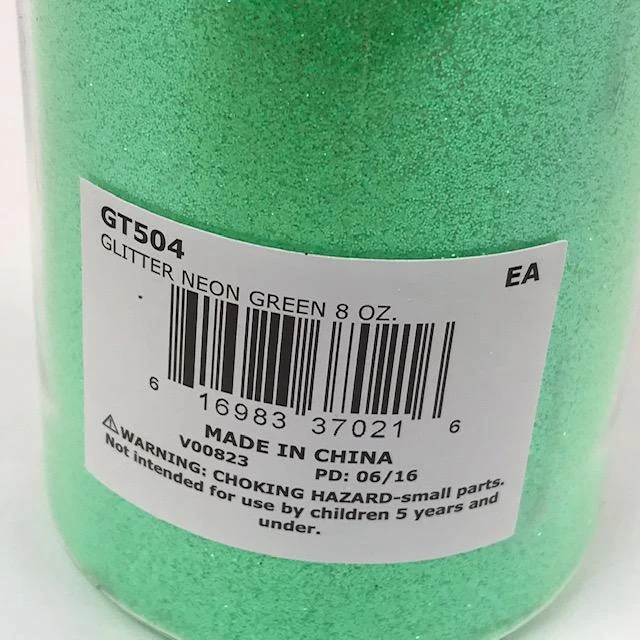 GT504
EA
GLITTER NEON GREEN 8 OZ.
6 16983 37021 6
MADE IN CHINA
V00823 PD: 06/16
⚠WARNING: CHOKING HAZARD-small parts.
Not intended for use by children 5 years and
under.